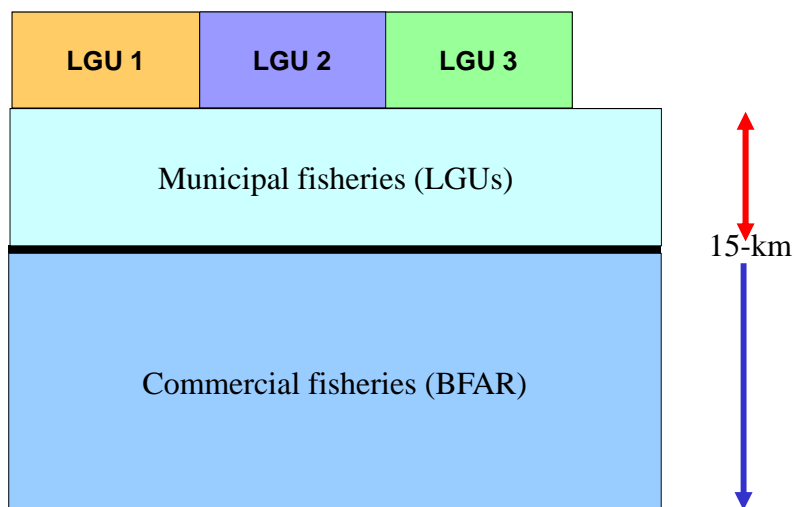 LGU 1
LGU 2
LGU 3
Municipal fisheries (LGUs)
15-km
Commercial fisheries (BFAR)